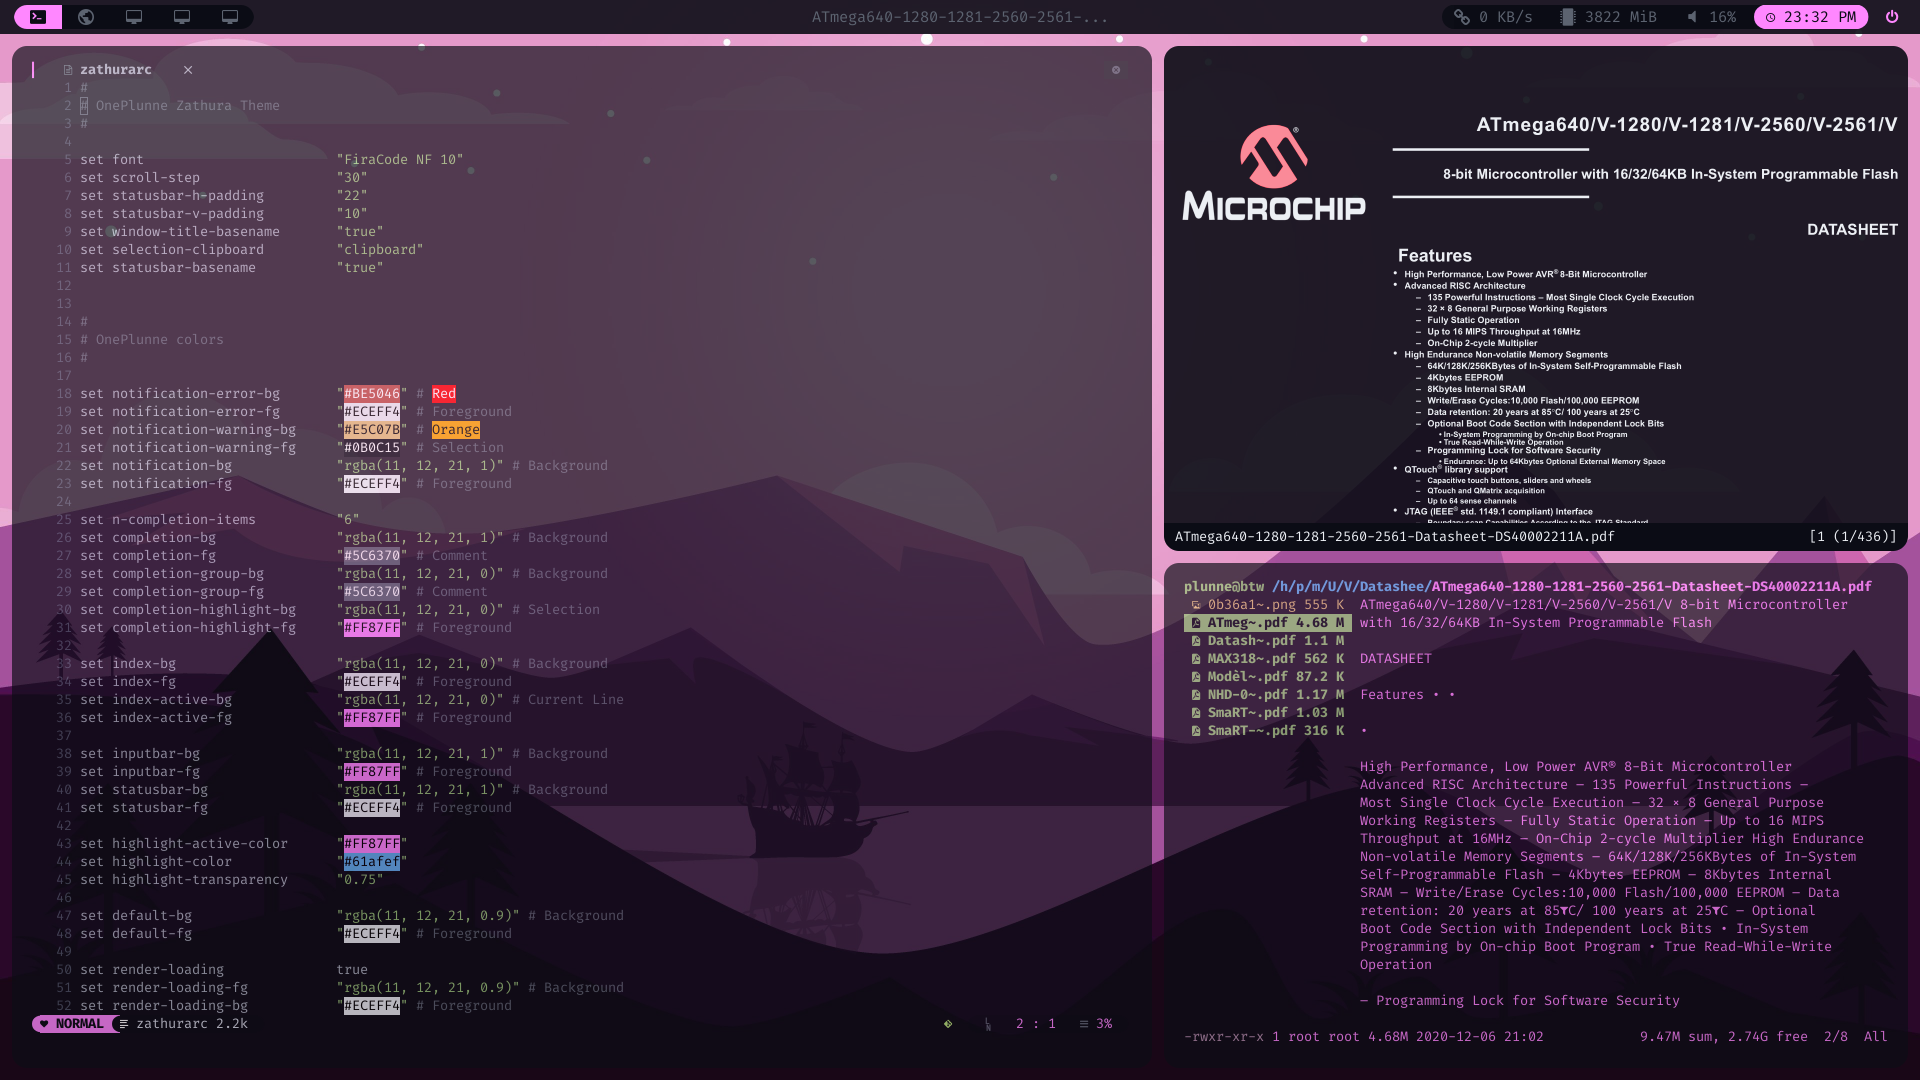 ATmega640-1280-1281-2560-2561-...
0 KB/s 3822 MiB 16% 23:32 PM
zathurarc ×
1 #
2 # OnePlunne Zathura Theme
3 #
4
5 set font "FiraCode NF 10"
6 set scroll-step "30"
7 set statusbar-h-padding "22"
8 set statusbar-v-padding "10"
9 set window-title-basename "true"
10 set selection-clipboard "clipboard"
11 set statusbar-basename "true"
12
13
14 #
15 # OnePlunne colors
16 #
17
18 set notification-error-bg "#BE5046" # Red
19 set notification-error-fg "#ECEFF4" # Foreground
20 set notification-warning-bg "#E5C07B" # Orange
21 set notification-warning-fg "#0B0C15" # Selection
22 set notification-bg "rgba(11, 12, 21, 1)" # Background
23 set notification-fg "#ECEFF4" # Foreground
24
25 set n-completion-items "6"
26 set completion-bg "rgba(11, 12, 21, 1)" # Background
27 set completion-fg "#5C6370" # Comment
28 set completion-group-bg "rgba(11, 12, 21, 0)" # Background
29 set completion-group-fg "#5C6370" # Comment
30 set completion-highlight-bg "rgba(11, 12, 21, 0)" # Selection
31 set completion-highlight-fg "#FF87FF" # Foreground
32
33 set index-bg "rgba(11, 12, 21, 0)" # Background
34 set index-fg "#ECEFF4" # Foreground
35 set index-active-bg "rgba(11, 12, 21, 0)" # Current Line
36 set index-active-fg "#FF87FF" # Foreground
37
38 set inputbar-bg "rgba(11, 12, 21, 1)" # Background
39 set inputbar-fg "#FF87FF" # Foreground
40 set statusbar-bg "rgba(11, 12, 21, 1)" # Background
41 set statusbar-fg "#ECEFF4" # Foreground
42
43 set highlight-active-color "#FF87FF"
44 set highlight-color "#61afef"
45 set highlight-transparency "0.75"
46
47 set default-bg "rgba(11, 12, 21, 0.9)" # Background
48 set default-fg "#ECEFF4" # Foreground
49
50 set render-loading true
51 set render-loading-fg "rgba(11, 12, 21, 0.9)" # Background
52 set render-loading-bg "#ECEFF4" # Foreground
NORMAL zathurarc 2.2k LN 2 : 1 3%
MICROCHIP
ATmega640/V-1280/V-1281/V-2560/V-2561/V
8-bit Microcontroller with 16/32/64KB In-System Programmable Flash
DATASHEET
Features
• High Performance, Low Power AVR® 8-Bit Microcontroller
• Advanced RISC Architecture
– 135 Powerful Instructions – Most Single Clock Cycle Execution
– 32 × 8 General Purpose Working Registers
– Fully Static Operation
– Up to 16 MIPS Throughput at 16MHz
– On-Chip 2-cycle Multiplier
• High Endurance Non-volatile Memory Segments
– 64K/128K/256KBytes of In-System Self-Programmable Flash
– 4Kbytes EEPROM
– 8Kbytes Internal SRAM
– Write/Erase Cycles:10,000 Flash/100,000 EEPROM
– Data retention: 20 years at 85°C/ 100 years at 25°C
– Optional Boot Code Section with Independent Lock Bits
• In-System Programming by On-chip Boot Program
• True Read-While-Write Operation
– Programming Lock for Software Security
• Endurance: Up to 64Kbytes Optional External Memory Space
• QTouch® library support
– Capacitive touch buttons, sliders and wheels
– QTouch and QMatrix acquisition
– Up to 64 sense channels
• JTAG (IEEE® std. 1149.1 compliant) Interface
– Boundary-scan Capabilities According to the JTAG Standard
ATmega640-1280-1281-2560-2561-Datasheet-DS40002211A.pdf [1 (1/436)]
plunne@btw /h/p/m/U/V/Datashee/ATmega640-1280-1281-2560-2561-Datasheet-DS40002211A.pdf
0b36a1~.png 555 K
ATmeg~.pdf 4.68 M
Datash~.pdf 1.1 M
MAX318~.pdf 562 K
Modèl~.pdf 87.2 K
NHD-0~.pdf 1.17 M
SmaRT~.pdf 1.03 M
SmaRT-~.pdf 316 K
ATmega640/V-1280/V-1281/V-2560/V-2561/V 8-bit Microcontroller
with 16/32/64KB In-System Programmable Flash
DATASHEET
Features • •
•
High Performance, Low Power AVR® 8-Bit Microcontroller
Advanced RISC Architecture – 135 Powerful Instructions –
Most Single Clock Cycle Execution – 32 × 8 General Purpose
Working Registers – Fully Static Operation – Up to 16 MIPS
Throughput at 16MHz – On-Chip 2-cycle Multiplier High Endurance
Non-volatile Memory Segments – 64K/128K/256KBytes of In-System
Self-Programmable Flash – 4Kbytes EEPROM – 8Kbytes Internal
SRAM – Write/Erase Cycles:10,000 Flash/100,000 EEPROM – Data
retention: 20 years at 85▼C/ 100 years at 25▼C – Optional
Boot Code Section with Independent Lock Bits • In-System
Programming by On-chip Boot Program • True Read-While-Write
Operation
– Programming Lock for Software Security
-rwxr-xr-x 1 root root 4.68M 2020-12-06 21:02 9.47M sum, 2.74G free 2/8 All